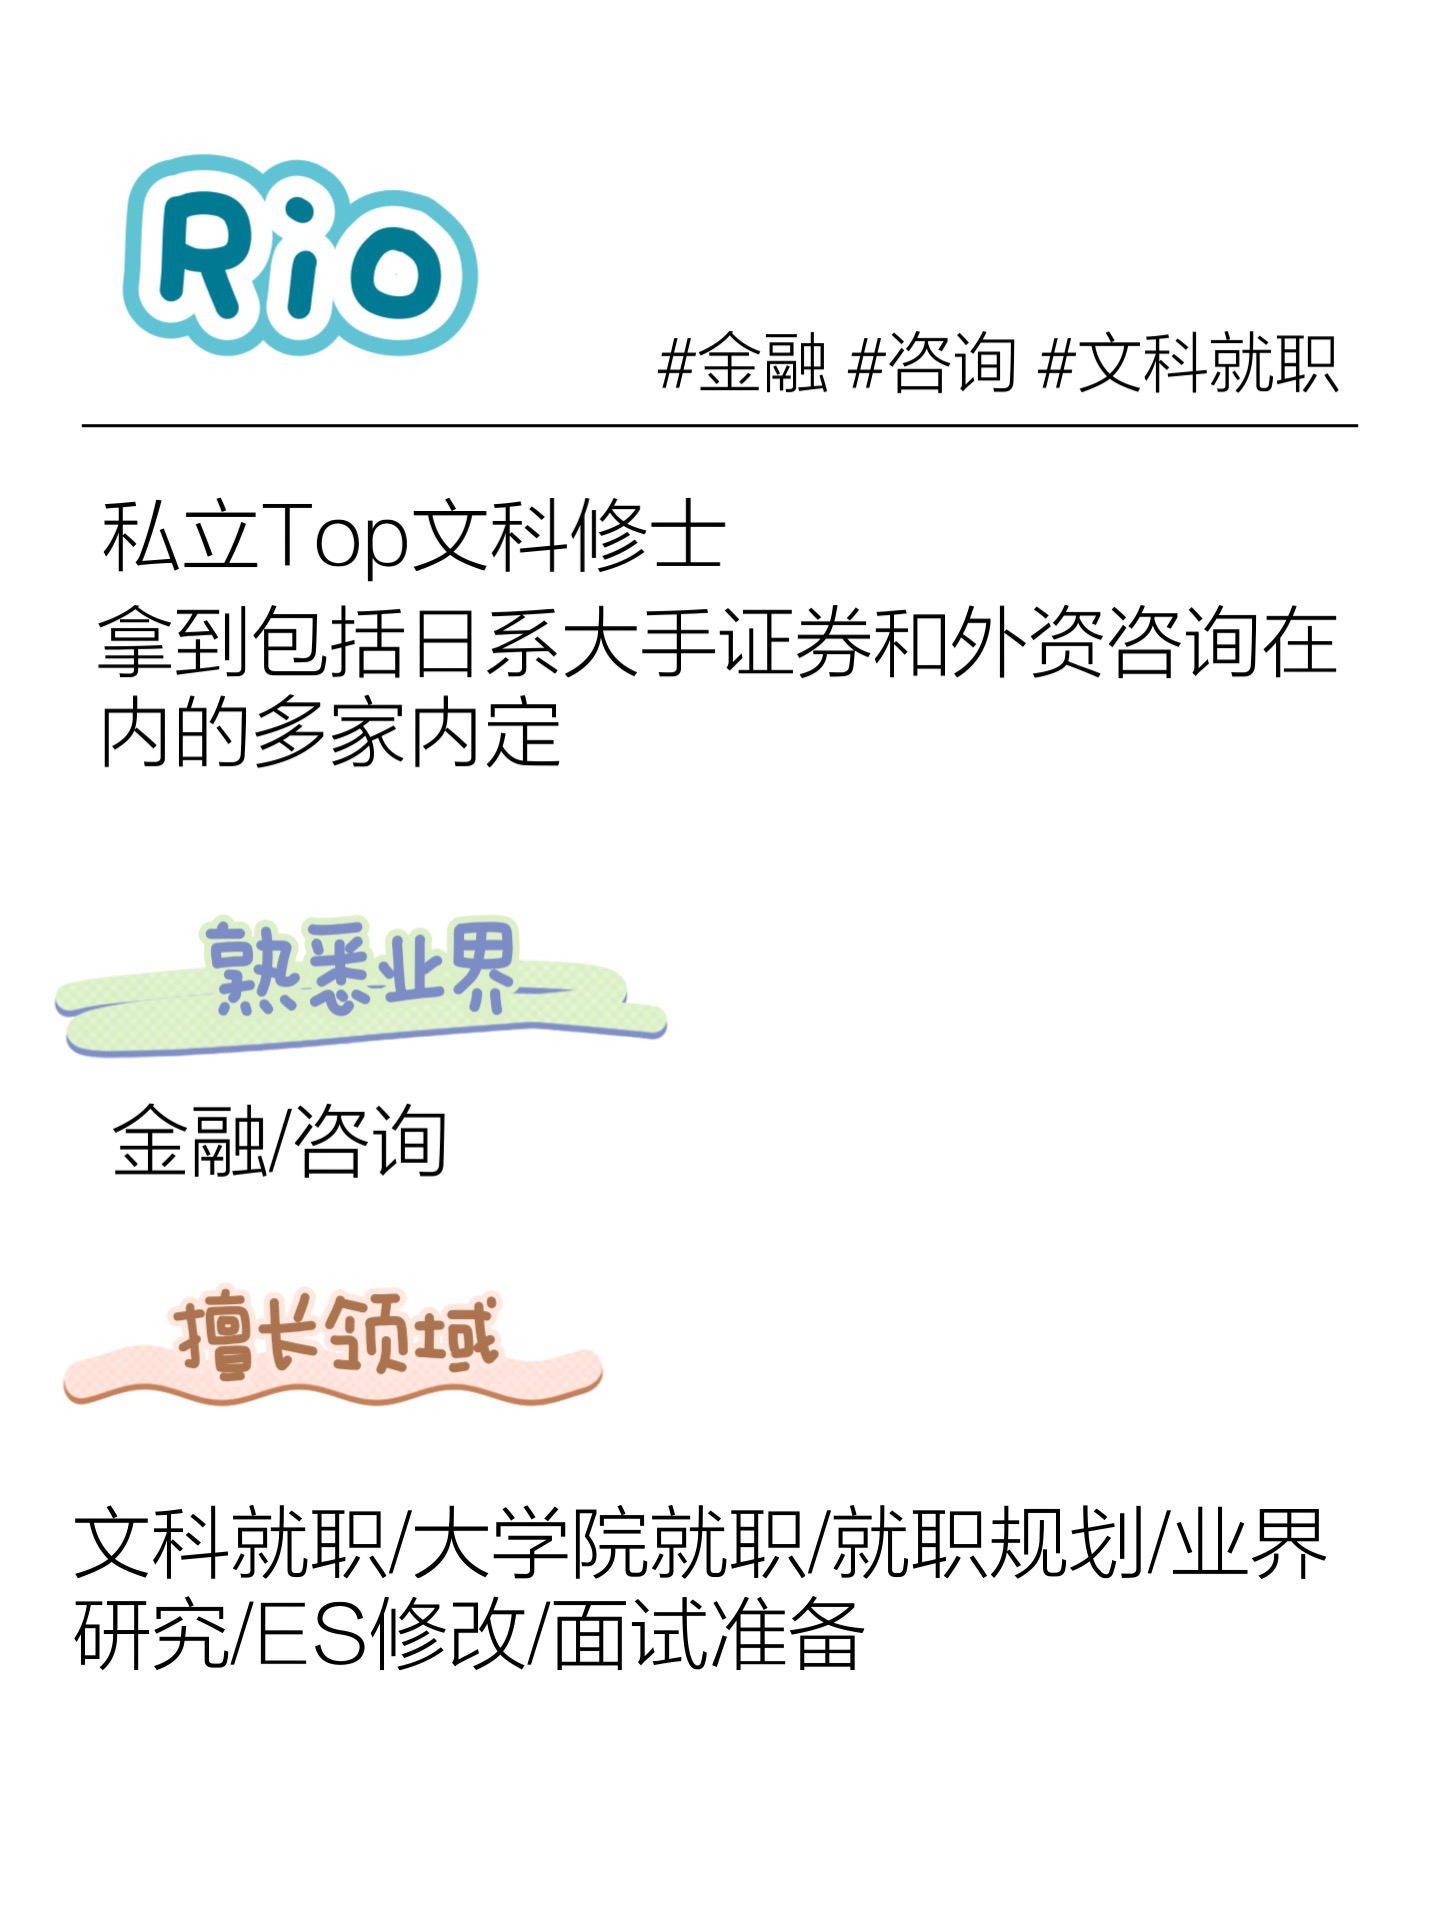 Rio
#金融 #咨询 #文科就职
私立Top文科修士
拿到包括日系大手证券和外资咨询在
内的多家内定
熟悉业界
金融/咨询
擅长领域
文科就职/大学院就职/就职规划/业界
研究/ES修改/面试准备